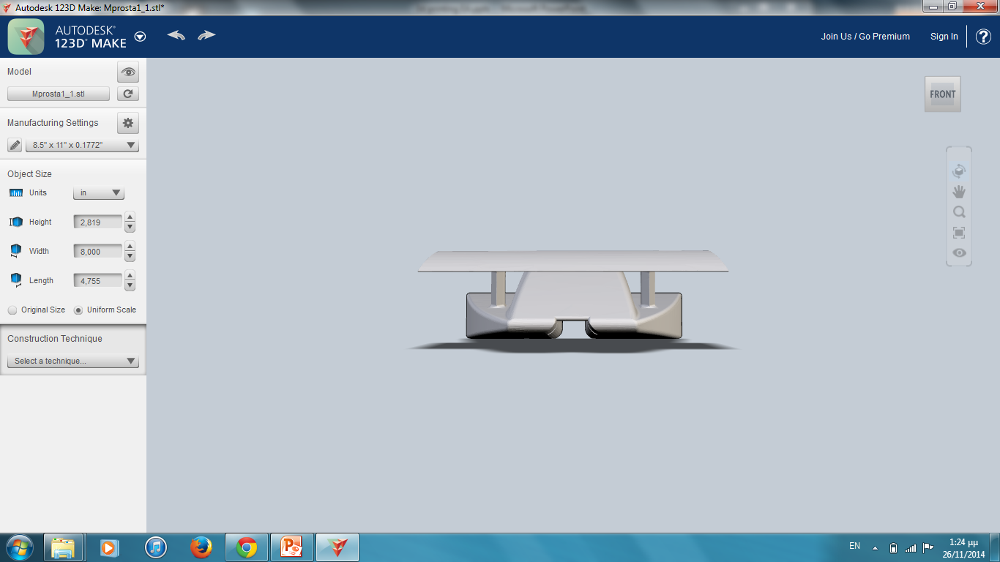 Autodesk 123D Make: Mprosta1_1.stl*
AUTODESK®
123D® MAKE
Join Us / Go Premium
Sign In
?
Model
Mprosta1_1.stl
Manufacturing Settings
8.5" x 11" x 0.1772"
Object Size
Units
in
Height
2,819
Width
8,000
Length
4,755
Original Size
Uniform Scale
Construction Technique
Select a technique...
FRONT
EN
1:24 μμ
26/11/2014